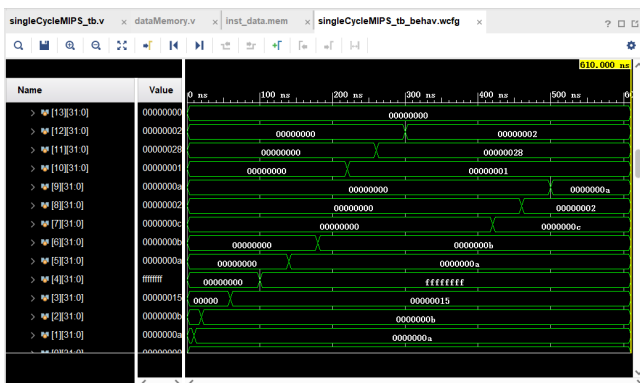 singleCycleMIPS_tb.v × dataMemory.v × inst_data.mem × singleCycleMIPS_tb_behav.wcfg ×
610.000 ns
Name Value 0 ns 100 ns 200 ns 300 ns 400 ns 500 ns
[13][31:0] 00000000 00000000
[12][31:0] 00000002 00000000 00000002
[11][31:0] 00000028 00000000 00000028
[10][31:0] 00000001 00000000 00000001
[9][31:0] 0000000a 00000000 0000000a
[8][31:0] 00000002 00000000 00000002
[7][31:0] 0000000c 00000000 0000000c
[6][31:0] 0000000b 00000000 0000000b
[5][31:0] 0000000a 00000000 0000000a
[4][31:0] ffffffff 00000000 ffffffff
[3][31:0] 00000015 00000 00000015
[2][31:0] 0000000b 0000000b
[1][31:0] 0000000a 0000000a
[0][31:0] 00000000